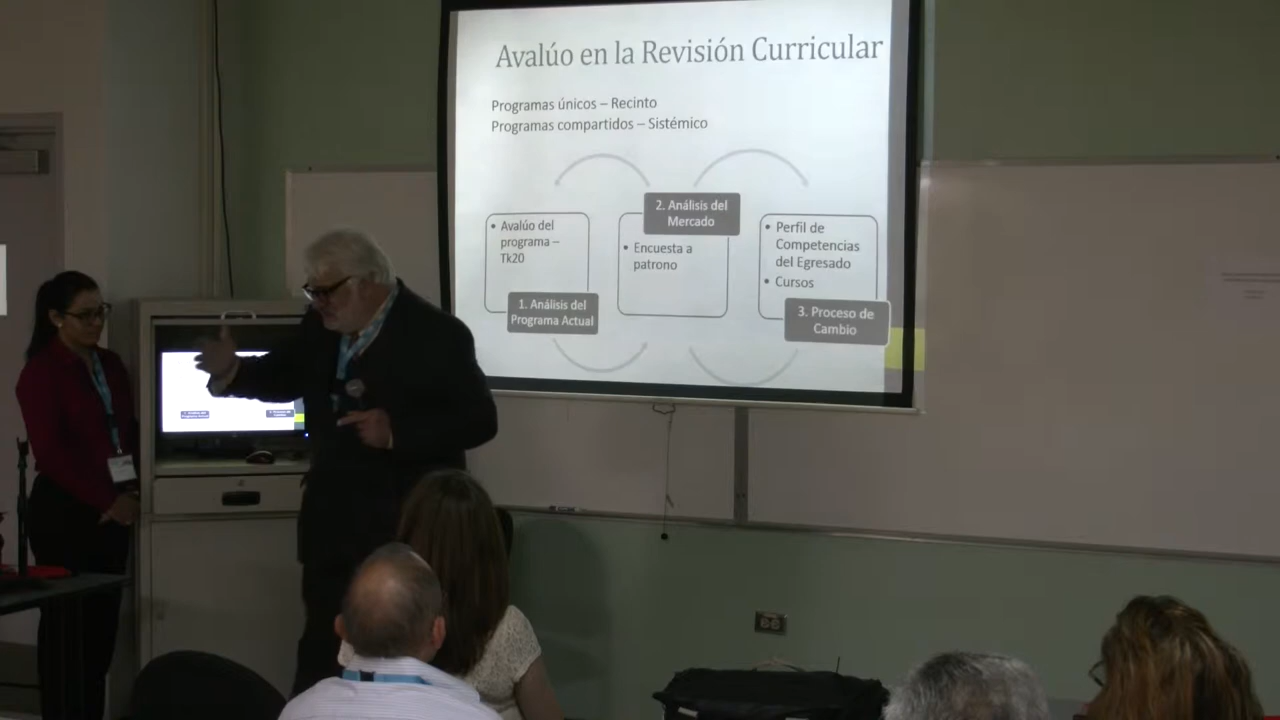 Avalúo en la Revisión Curricular
Programas únicos – Recinto
Programas compartidos – Sistémico
• Avalúo del
programa –
Tk20
1. Análisis del
Programa Actual
2. Análisis del
Mercado
• Encuesta a
patrono
• Perfil de
Competencias
del Egresado
• Cursos
3. Proceso de
Cambio